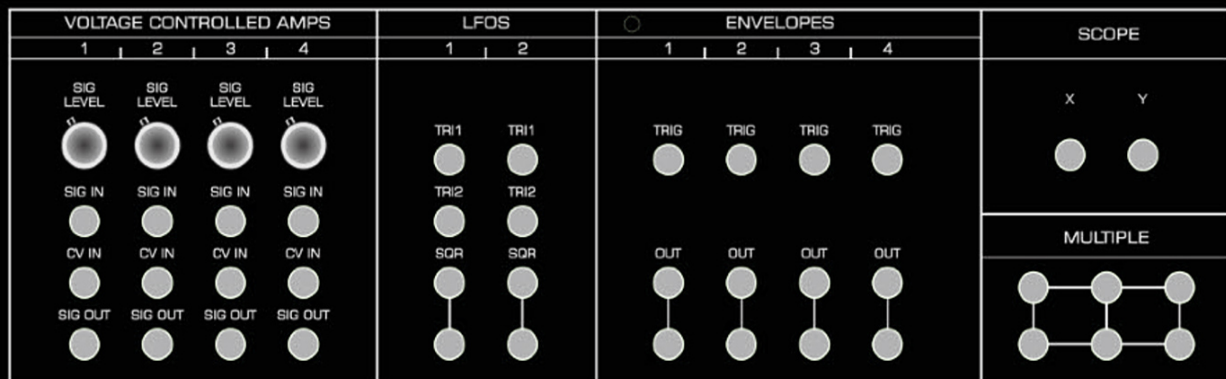 VOLTAGE CONTROLLED AMPS
1 2 3 4
SIG LEVEL SIG LEVEL SIG LEVEL SIG LEVEL
SIG IN SIG IN SIG IN SIG IN
CV IN CV IN CV IN CV IN
SIG OUT SIG OUT SIG OUT SIG OUT
LFOS
1 2
TRI1 TRI1
TRI2 TRI2
SQR SQR
ENVELOPES
1 2 3 4
TRIG TRIG TRIG TRIG
OUT OUT OUT OUT
SCOPE
X Y
MULTIPLE